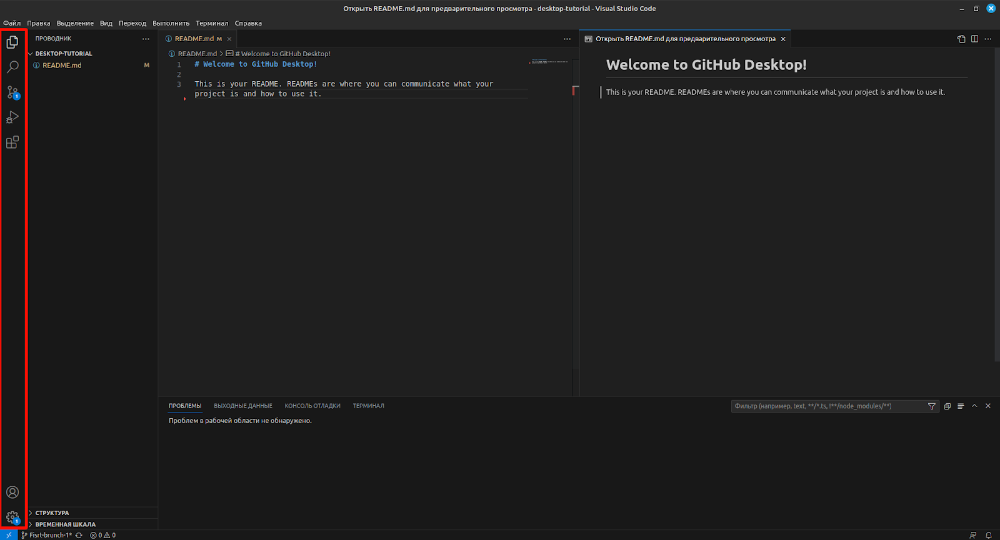 Открыть README.md для предварительного просмотра - desktop-tutorial - Visual Studio Code
Файл Правка Выделение Вид Переход Выполнить Терминал Справка
ПРОВОДНИК
DESKTOP-TUTORIAL
README.md M
1
1
СТРУКТУРА
ВРЕМЕННАЯ ШКАЛА
README.md M
README.md > # Welcome to GitHub Desktop!
1 # Welcome to GitHub Desktop!
2
3 This is your README. READMEs are where you can communicate what your
project is and how to use it.
Открыть README.md для предварительного просмотра
Welcome to GitHub Desktop!
This is your README. READMEs are where you can communicate what your project is and how to use it.
ПРОБЛЕМЫ ВЫХОДНЫЕ ДАННЫЕ КОНСОЛЬ ОТЛАДКИ ТЕРМИНАЛ
Фильтр (например, text, **/*.ts, !**/node_modules/**)
Проблем в рабочей области не обнаружено.
Fisrt-brunch-1* 0 0